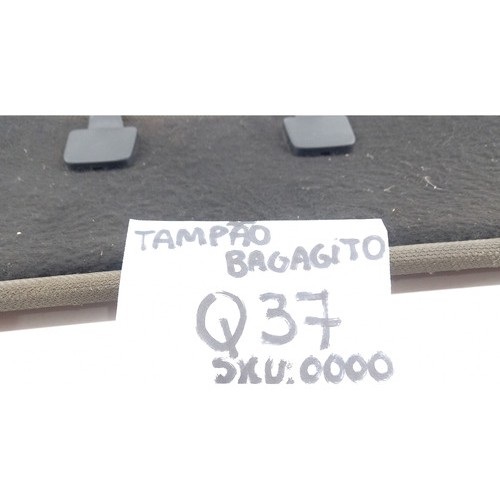 TAMPÃO
BAGAGITO
Q37
SKU:0000